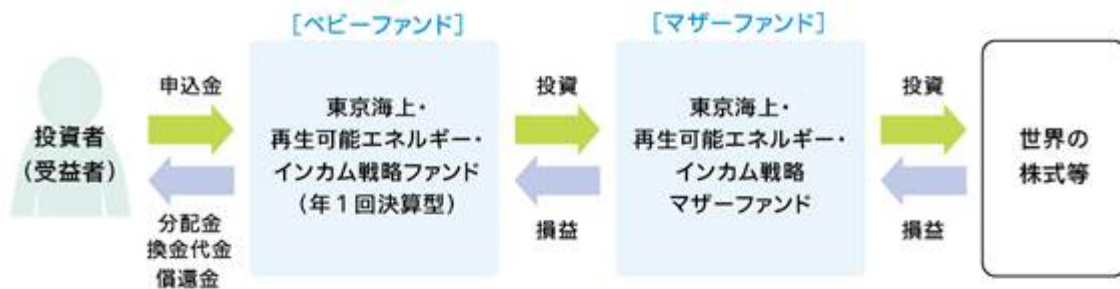 [ベビーファンド]
[マザーファンド]
投資者
(受益者)
申込金
分配金
換金代金
償還金
東京海上・
再生可能エネルギー・
インカム戦略ファンド
(年1回決算型)
投資
損益
東京海上・
再生可能エネルギー・
インカム戦略
マザーファンド
投資
損益
世界の
株式等